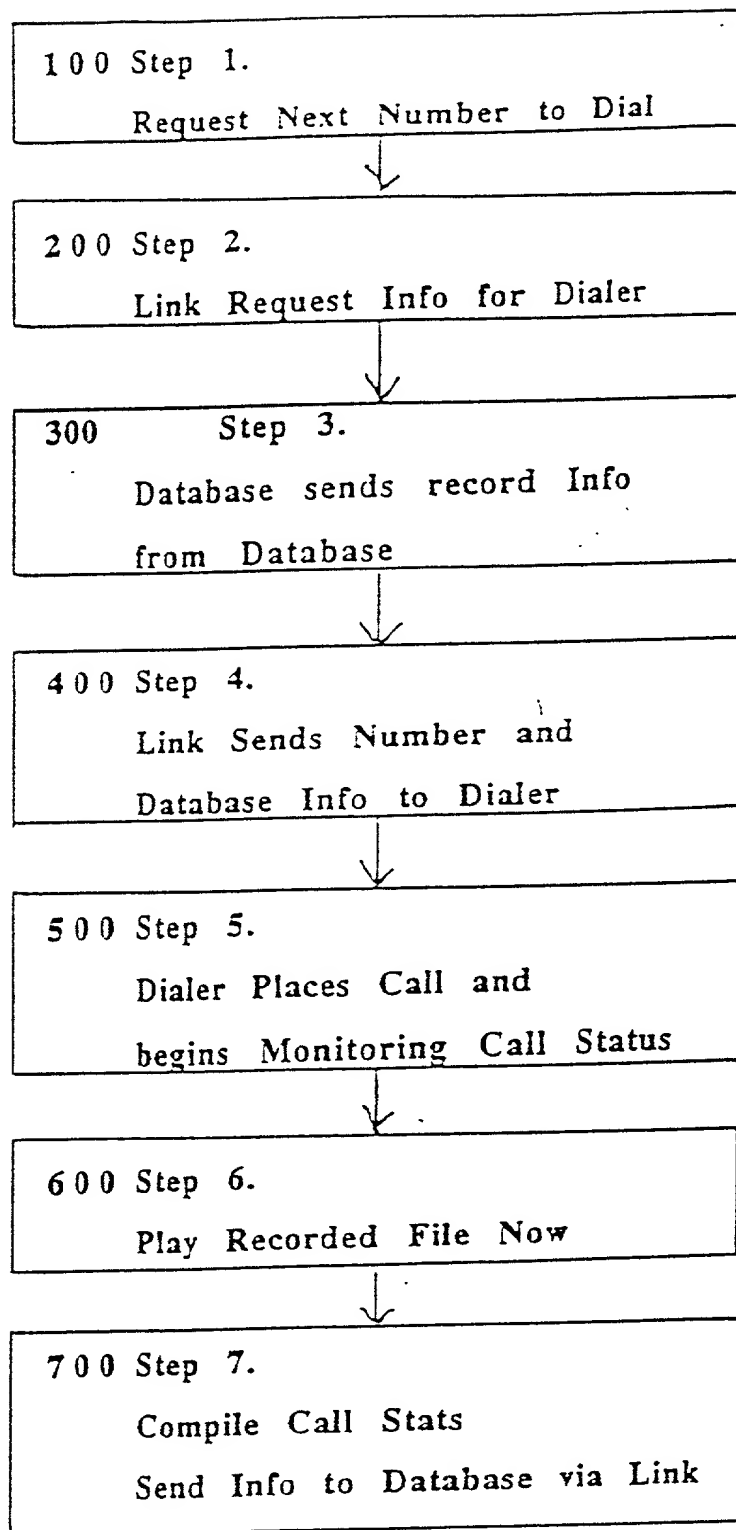 100 Step 1.
Request Next Number to Dial
200 Step 2.
Link Request Info for Dialer
300 Step 3.
Database sends record Info
from Database
400 Step 4.
Link Sends Number and
Database Info to Dialer
500 Step 5.
Dialer Places Call and
begins Monitoring Call Status
600 Step 6.
Play Recorded File Now
700 Step 7.
Compile Call Stats
Send Info to Database via Link